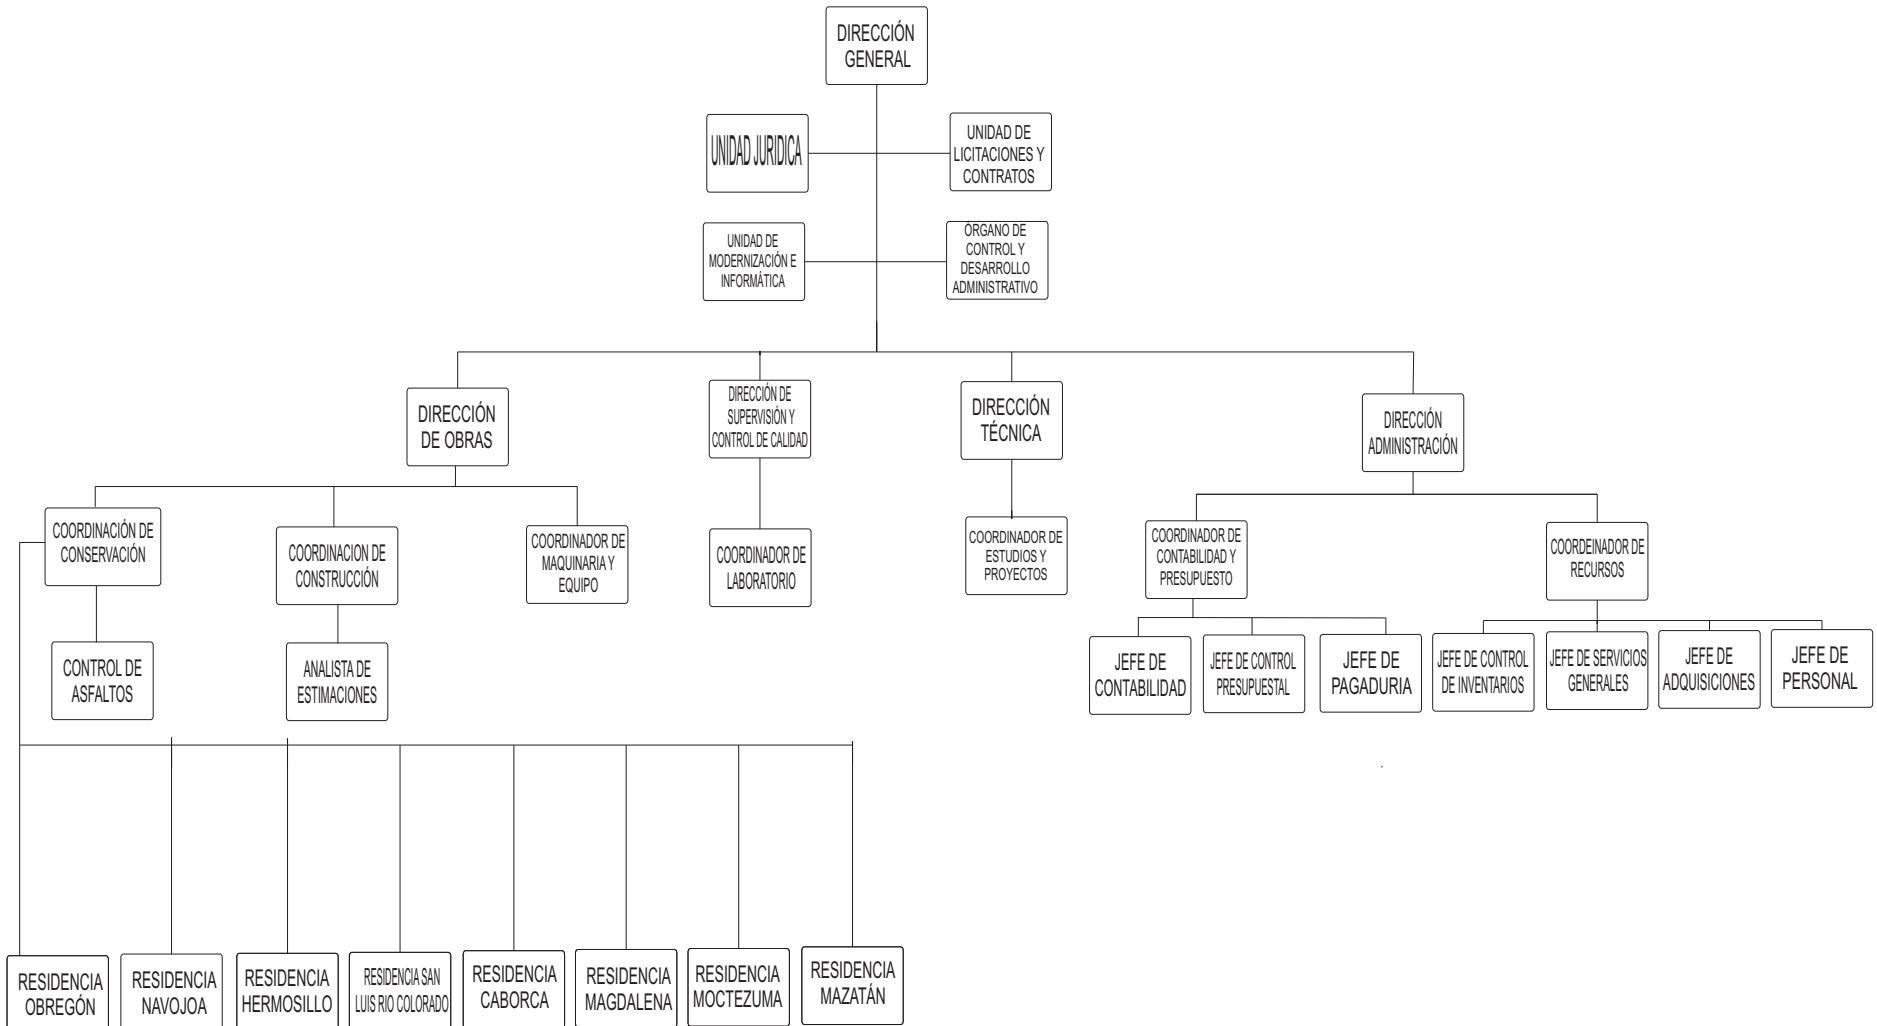 DIRECCIÓN
GENERAL
UNIDAD JURIDICA
UNIDAD DE
LICITACIONES Y
CONTRATOS
UNIDAD DE
MODERNIZACIÓN E
INFORMÁTICA
ÓRGANO DE
CONTROL Y
DESARROLLO
ADMINISTRATIVO
DIRECCIÓN
DE OBRAS
DIRECCIÓN DE
SUPERVISIÓN Y
CONTROL DE CALIDAD
DIRECCIÓN
TÉCNICA
DIRECCIÓN
ADMINISTRACIÓN
COORDINACIÓN DE
CONSERVACIÓN
COORDINACION DE
CONSTRUCCIÓN
COORDINADOR DE
MAQUINARIA Y
EQUIPO
COORDINADOR DE
LABORATORIO
COORDINADOR DE
ESTUDIOS Y
PROYECTOS
COORDINADOR DE
CONTABILIDAD Y
PRESUPUESTO
COORDEINADOR DE
RECURSOS
CONTROL DE
ASFALTOS
ANALISTA DE
ESTIMACIONES
JEFE DE
CONTABILIDAD
JEFE DE CONTROL
PRESUPUESTAL
JEFE DE
PAGADURIA
JEFE DE CONTROL
DE INVENTARIOS
JEFE DE SERVICIOS
GENERALES
JEFE DE
ADQUISICIONES
JEFE DE
PERSONAL
RESIDENCIA
OBREGÓN
RESIDENCIA
NAVOJOA
RESIDENCIA
HERMOSILLO
RESIDENCIA SAN
LUIS RIO COLORADO
RESIDENCIA
CABORCA
RESIDENCIA
MAGDALENA
RESIDENCIA
MOCTEZUMA
RESIDENCIA
MAZATÁN